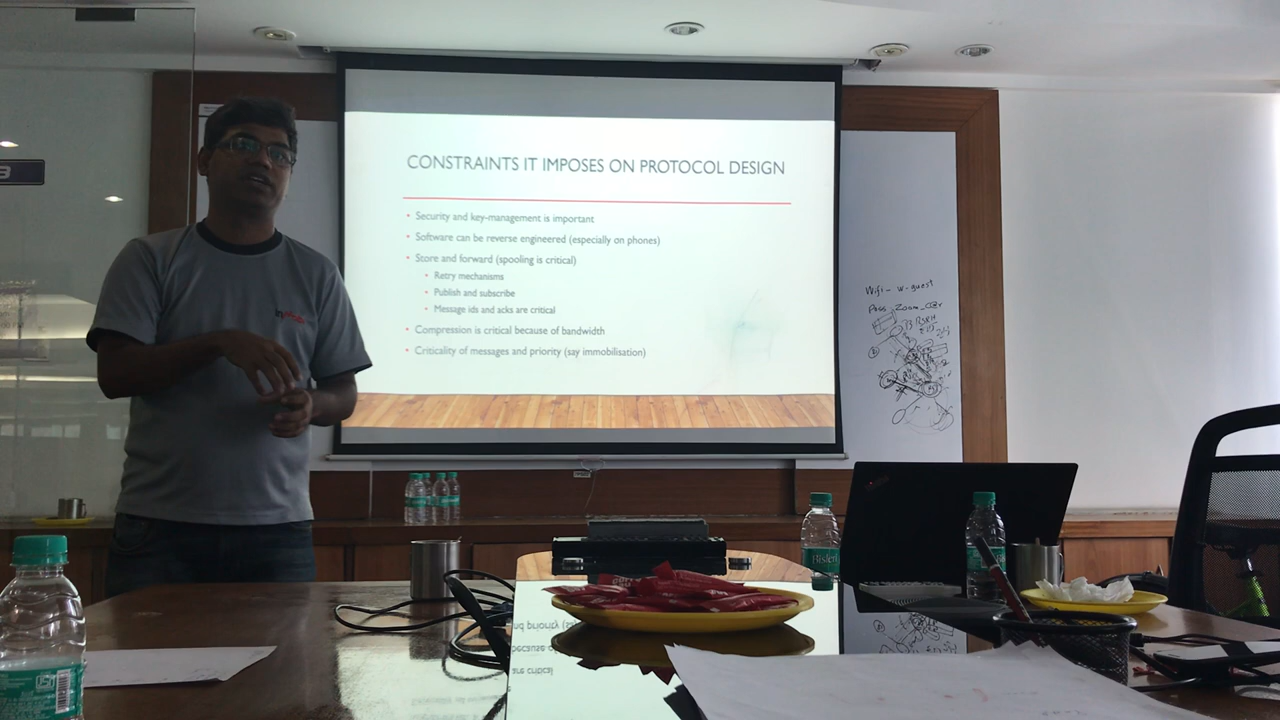 CONSTRAINTS IT IMPOSES ON PROTOCOL DESIGN
• Security and key-management is important
• Software can be reverse engineered (especially on phones)
• Store and forward (spooling is critical)
• Retry mechanisms
• Publish and subscribe
• Message ids and acks are critical
• Compression is critical because of bandwidth
• Criticality of messages and priority (say immobilisation)
Wifi - w-guest
Pass
Bisleri